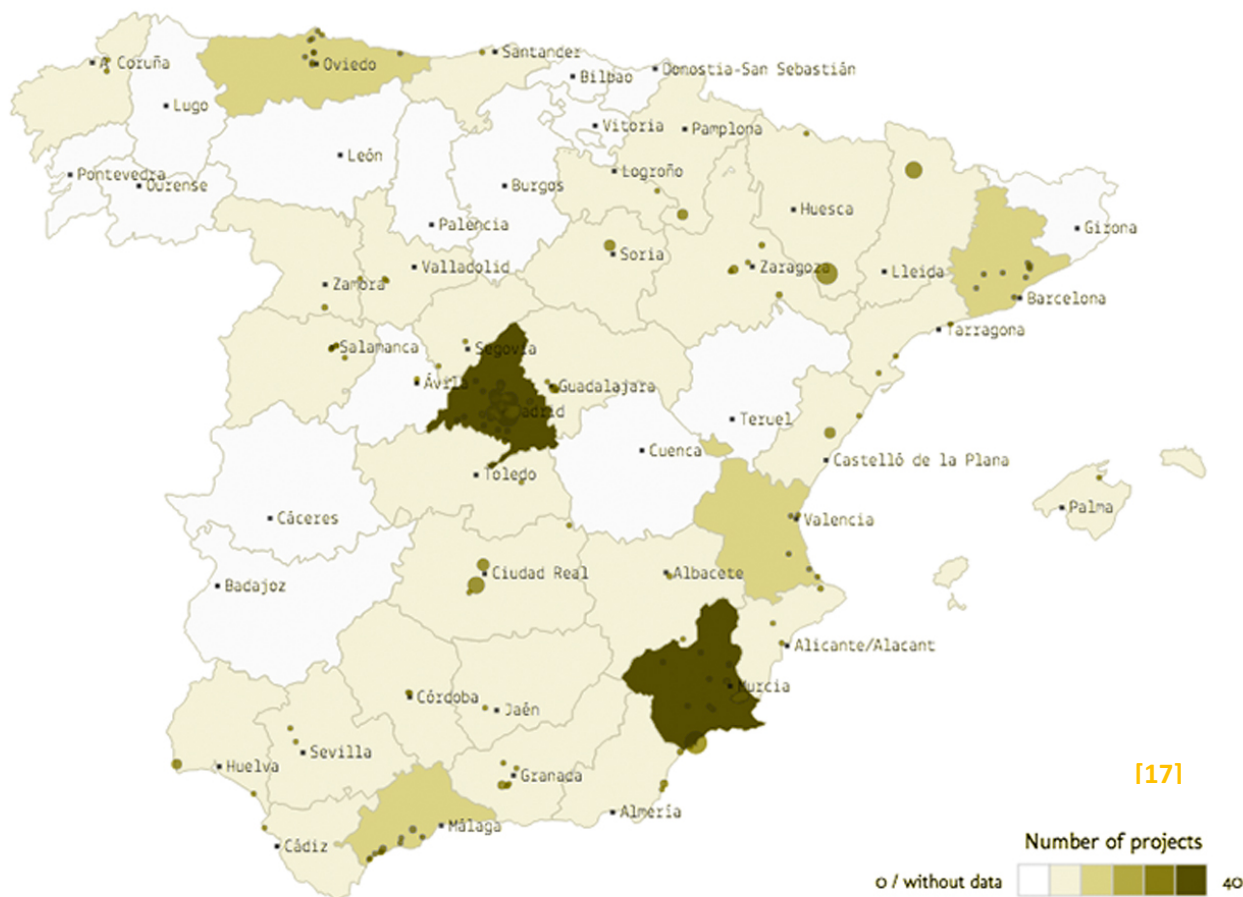 A Coruña
Oviedo
Santander
Bilbao
Donostia-San Sebastián
Lugo
Vitoria
Pamplona
León
Pontevedra
Ourense
Burgos
Logroño
Palencia
Huesca
Girona
Soria
Valladolid
Zaragoza
Lleida
Zamora
Barcelona
Tarragona
Salamanca
Segovia
Ávila
Guadalajara
Madrid
Teruel
Cuenca
Castelló de la Plana
Toledo
Palma
Cáceres
Valencia
Ciudad Real
Albacete
Badajoz
Alicante/Alacant
Murcia
Córdoba
Jaén
Sevilla
Huelva
Granada
[17]
Almería
Málaga
Cádiz
Number of projects
0 / without data
40